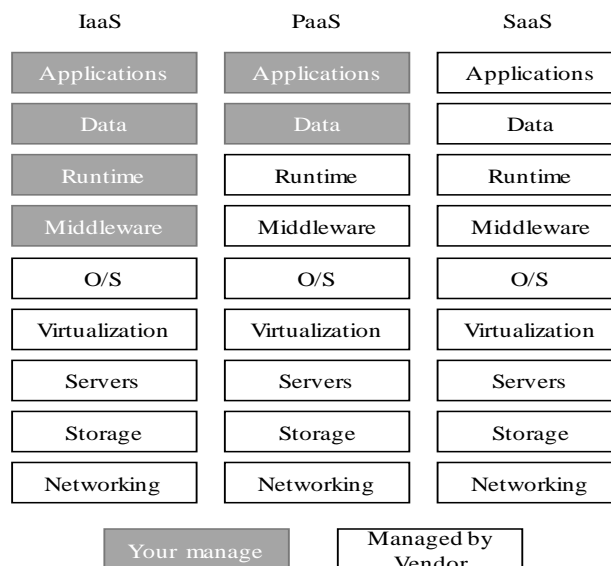 IaaS PaaS SaaS
Applications Applications Applications
Data Data Data
Runtime Runtime Runtime
Middleware Middleware Middleware
O/S O/S O/S
Virtualization Virtualization Virtualization
Servers Servers Servers
Storage Storage Storage
Networking Networking Networking
Your manage
Managed by
Vendor